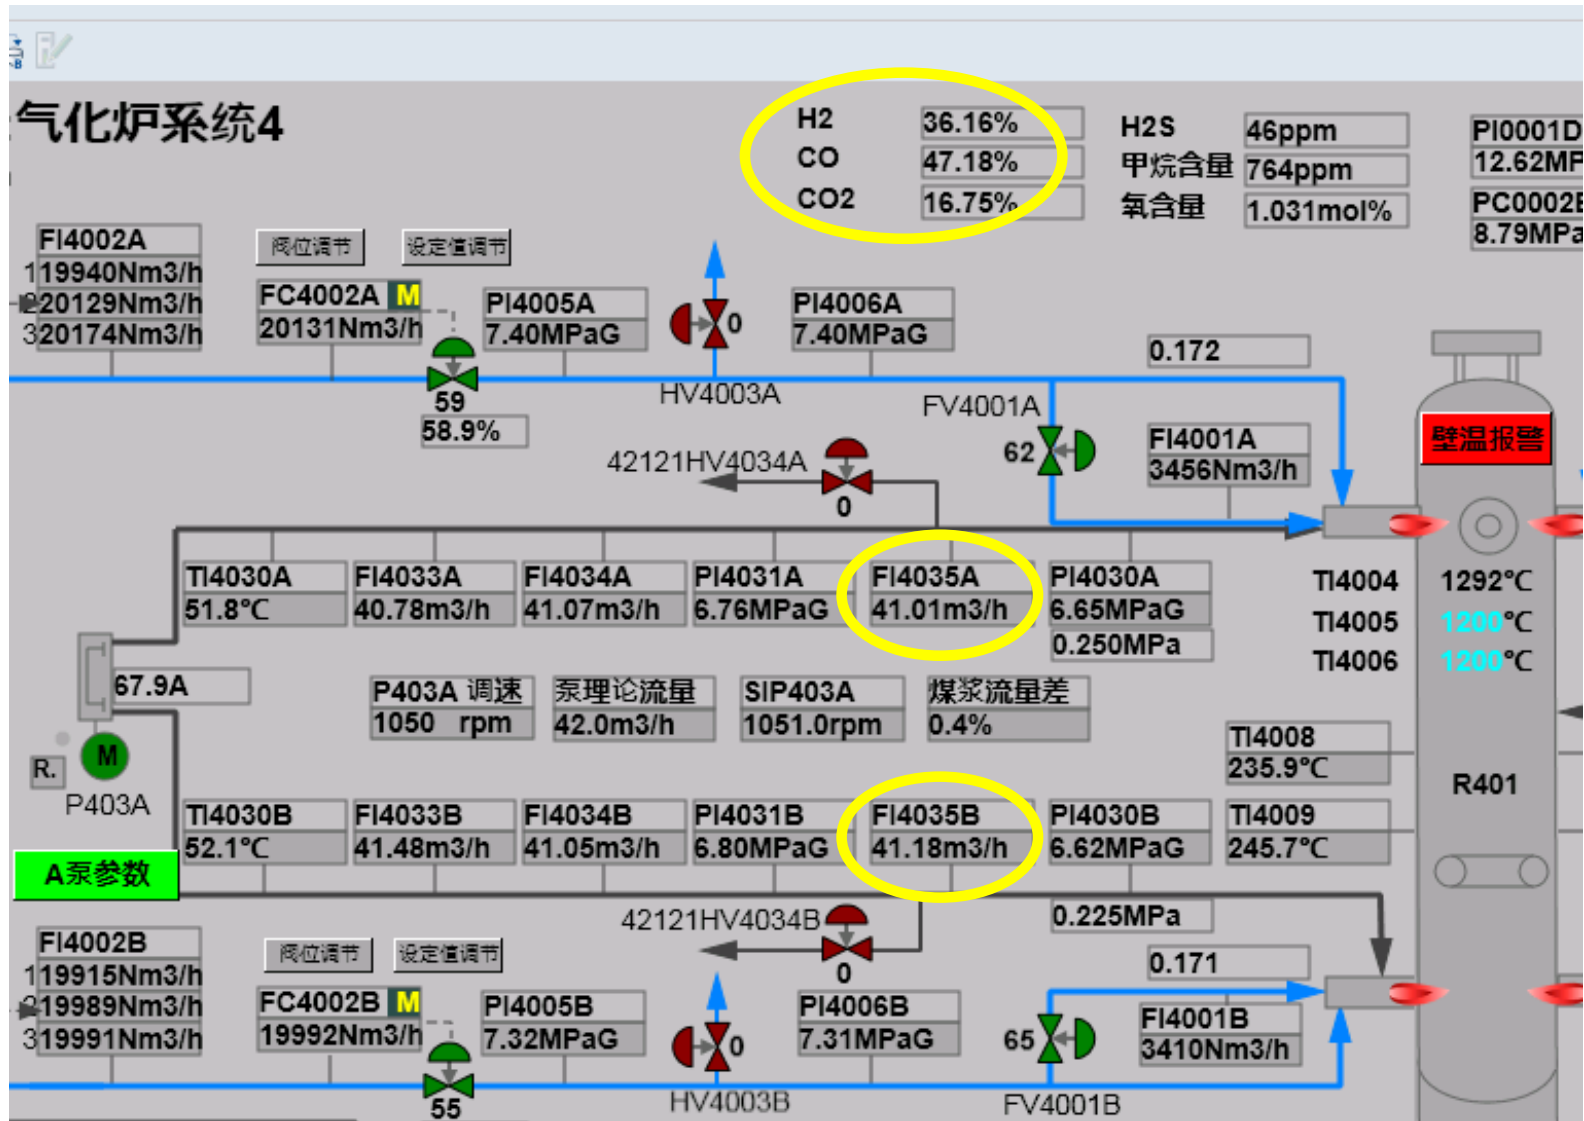 气化炉系统4
H2 36.16%
CO 47.18%
CO2 16.75%
H2S 46ppm
甲烷含量 764ppm
氧含量 1.031mol%
PI0001D
12.62MP
PC0002
8.79MPa
FI4002A
119940Nm3/h
20129Nm3/h
320174Nm3/h
阀位调节 设定值调节
FC4002A M
20131Nm3/h
PI4005A
7.40MPaG
0
HV4003A
PI4006A
7.40MPaG
59
58.9%
0.172
FV4001A
62
FI4001A
3456Nm3/h
壁温报警
42121HV4034A
0
TI4030A
51.8℃
FI4033A
40.78m3/h
FI4034A
41.07m3/h
PI4031A
6.76MPaG
FI4035A
41.01m3/h
PI4030A
6.65MPaG
0.250MPa
TI4004 1292℃
TI4005 1200℃
TI4006 1200℃
67.9A
P403A 调速
1050 rpm
泵理论流量
42.0m3/h
SIP403A
1051.0rpm
煤浆流量差
0.4%
M
R.
P403A
TI4008
235.9℃
R401
TI4030B
52.1℃
FI4033B
41.48m3/h
FI4034B
41.05m3/h
PI4031B
6.80MPaG
FI4035B
41.18m3/h
PI4030B
6.62MPaG
TI4009
245.7℃
A泵参数
42121HV4034B
0
0.225MPa
FI4002B
119915Nm3/h
19989Nm3/h
319991Nm3/h
阀位调节 设定值调节
FC4002B M
19992Nm3/h
PI4005B
7.32MPaG
0
HV4003B
PI4006B
7.31MPaG
55
0.171
65
FV4001B
FI4001B
3410Nm3/h